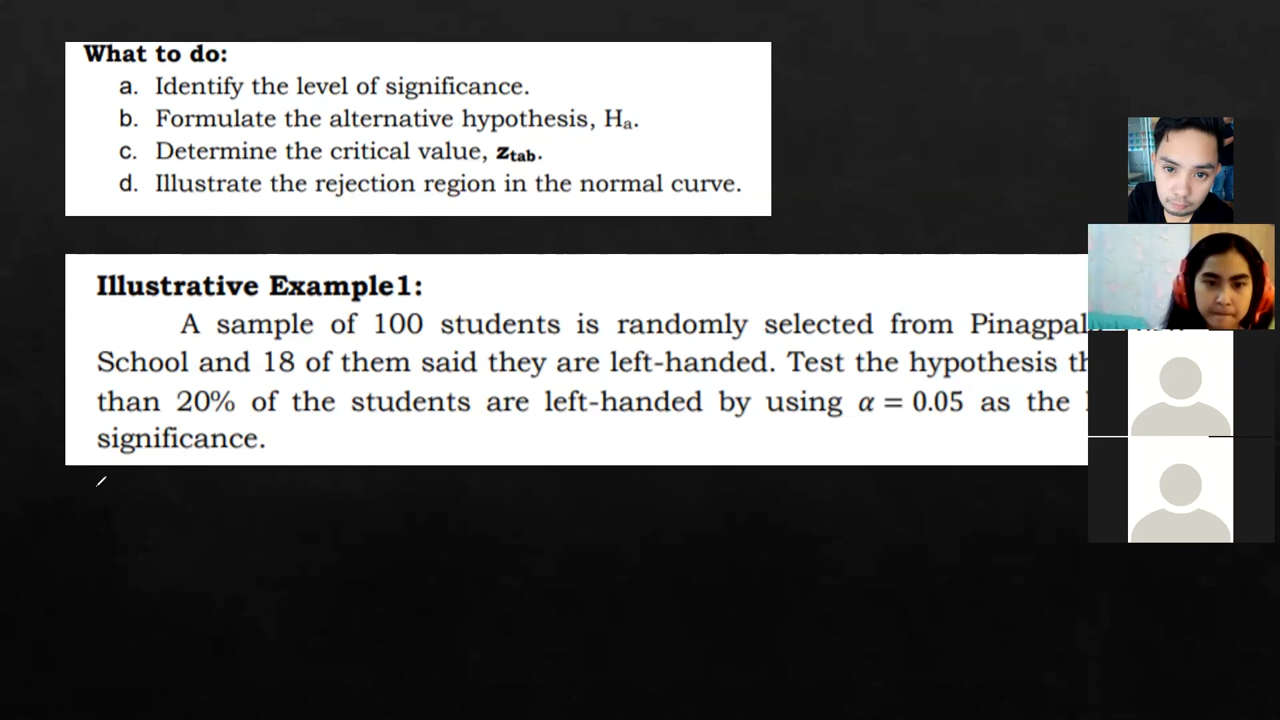 What to do:
a. Identify the level of significance.
b. Formulate the alternative hypothesis, Hₐ.
c. Determine the critical value, z_tab.
d. Illustrate the rejection region in the normal curve.
Illustrative Example1:
A sample of 100 students is randomly selected from
School and 18 of them said they are left-handed. Test the hypothesis
than 20% of the students are left-handed by using α = 0.05 as the
significance.